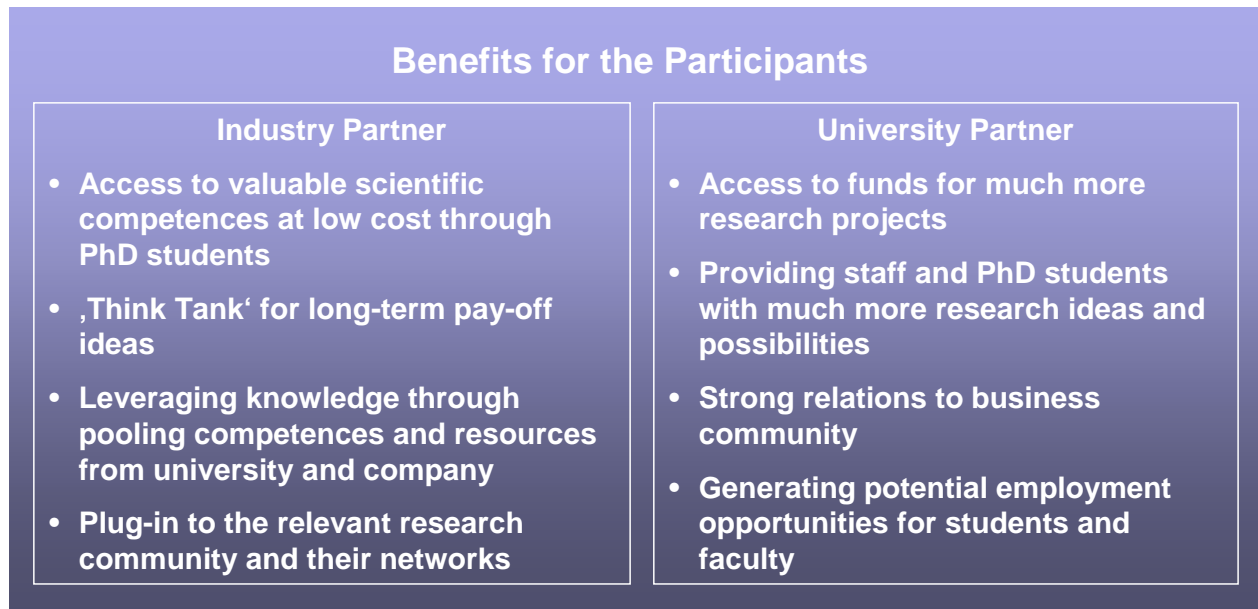 Benefits for the Participants
Industry Partner
• Access to valuable scientific
competences at low cost through
PhD students
• ‚Think Tank‘ for long-term pay-off
ideas
• Leveraging knowledge through
pooling competences and resources
from university and company
• Plug-in to the relevant research
community and their networks
University Partner
• Access to funds for much more
research projects
• Providing staff and PhD students
with much more research ideas and
possibilities
• Strong relations to business
community
• Generating potential employment
opportunities for students and
faculty